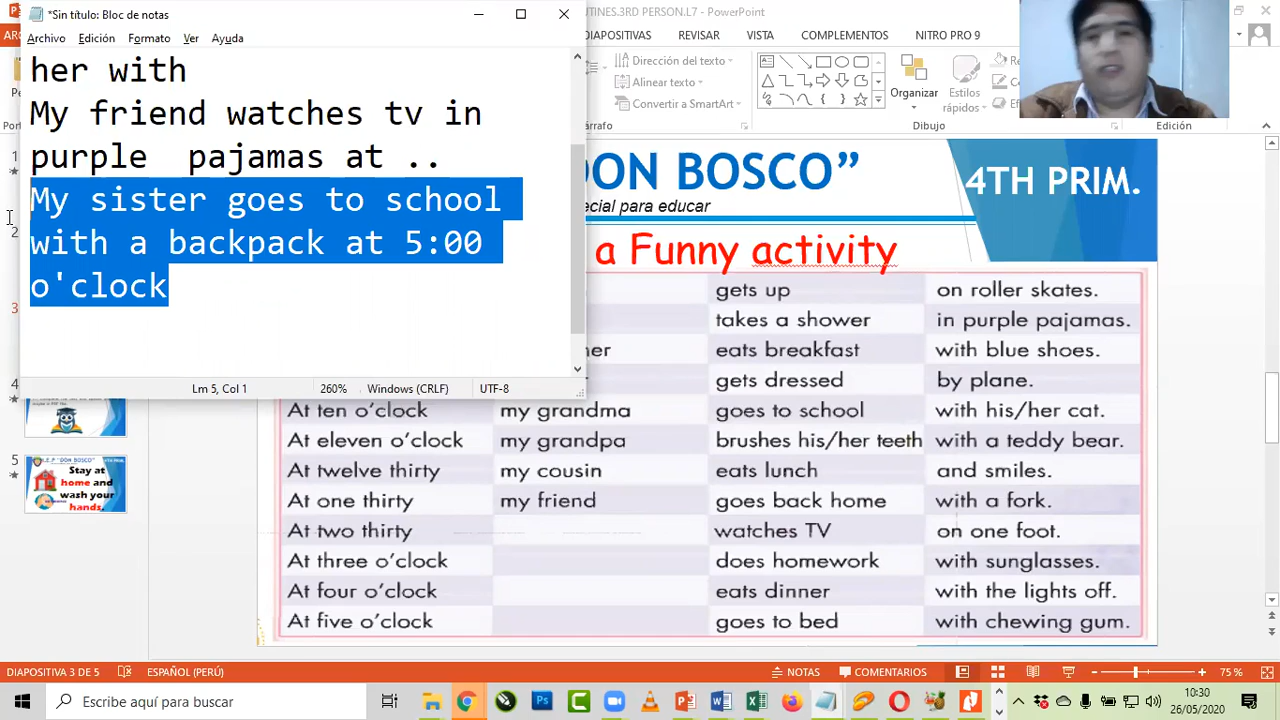 *Sin título: Bloc de notas
TINES.3RD PERSON.L7 - PowerPoint
Archivo Edición Formato Ver Ayuda
DIAPOSITIVAS REVISAR VISTA COMPLEMENTOS NITRO PRO 9
Dirección del texto
Alinear texto
Convertir a SmartArt
Organizar
Estilos
rápidos
árrafo
Dibujo
Edición
her with
My friend watches tv in
purple pajamas at ..
My sister goes to school
with a backpack at 5:00
o'clock
Lm 5, Col 1 260% Windows (CRLF) UTF-8
ON BOSCO”
4TH PRIM.
ecial para educar
a Funny activity
gets up on roller skates.
takes a shower in purple pajamas.
her eats breakfast with blue shoes.
gets dressed by plane.
At ten o’clock my grandma goes to school with his/her cat.
At eleven o’clock my grandpa brushes his/her teeth with a teddy bear.
At twelve thirty my cousin eats lunch and smiles.
At one thirty my friend goes back home with a fork.
At two thirty watches TV on one foot.
At three o’clock does homework with sunglasses.
At four o’clock eats dinner with the lights off.
At five o’clock goes to bed with chewing gum.
1
2
3
4
5
"DON BOSCO"
Stay at
home and
wash your
hands.
DIAPOSITIVA 3 DE 5 ESPAÑOL (PERÚ) NOTAS COMENTARIOS 75 %
Escribe aquí para buscar
10:30
26/05/2020